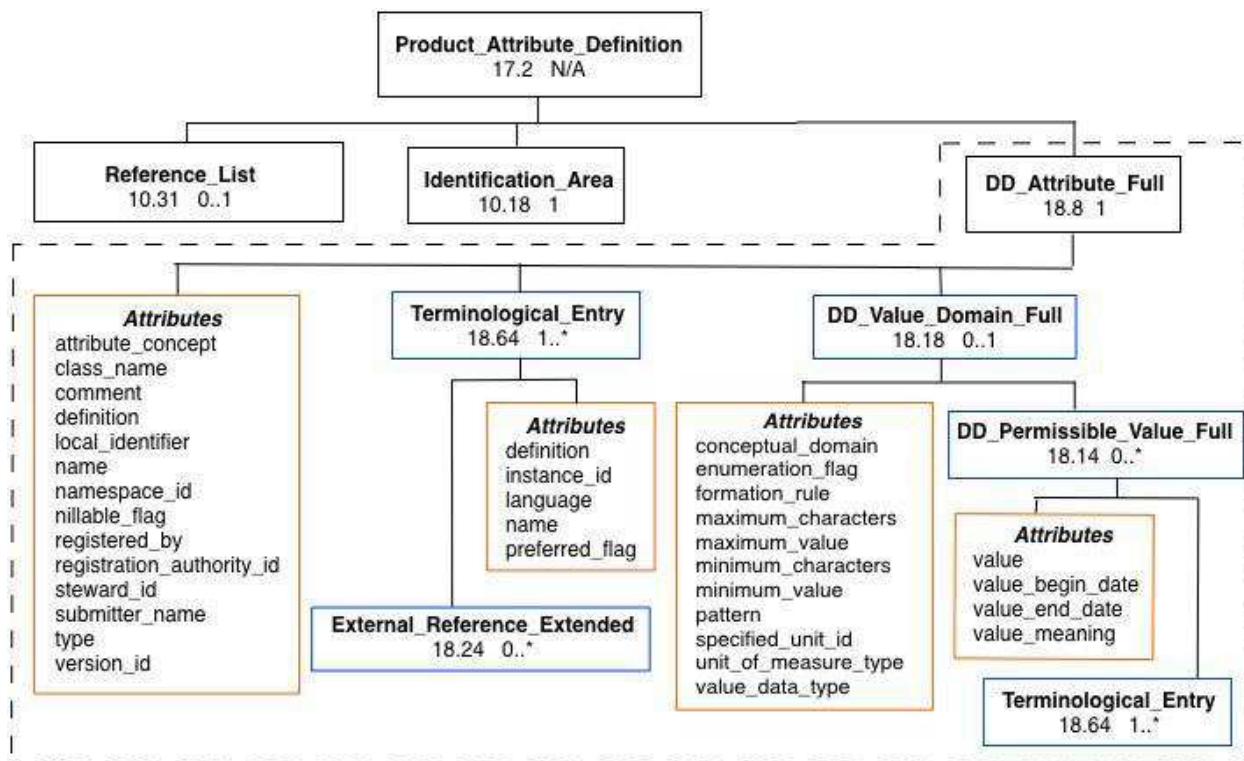 Product_Attribute_Definition
17.2 N/A
Reference_List
10.31 0..1
Identification_Area
10.18 1
DD_Attribute_Full
18.8 1
Attributes
attribute_concept
class_name
comment
definition
local_identifier
name
namespace_id
nillable_flag
registered_by
registration_authority_id
steward_id
submitter_name
type
version_id
Terminological_Entry
18.64 1..*
Attributes
definition
instance_id
language
name
preferred_flag
External_Reference_Extended
18.24 0..*
DD_Value_Domain_Full
18.18 0..1
Attributes
conceptual_domain
enumeration_flag
formation_rule
maximum_characters
maximum_value
minimum_characters
minimum_value
pattern
specified_unit_id
unit_of_measure_type
value_data_type
DD_Permissible_Value_Full
18.14 0..*
Attributes
value
value_begin_date
value_end_date
value_meaning
Terminological_Entry
18.64 1..*